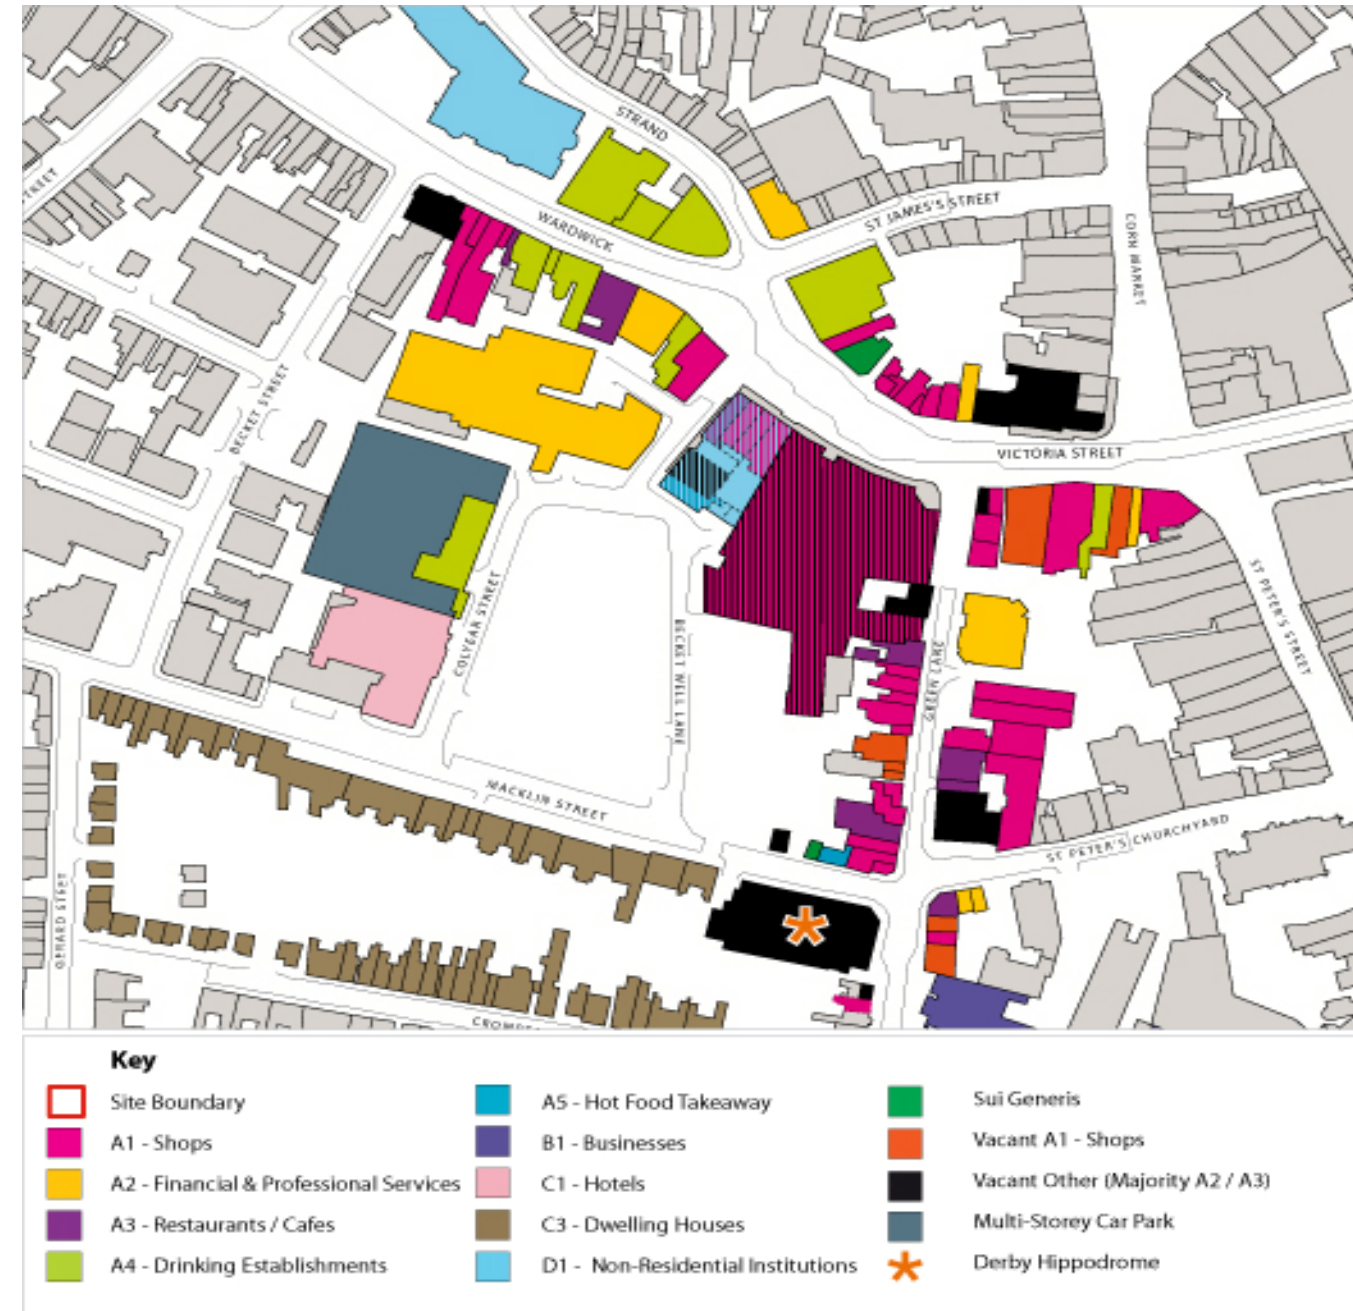 STRAND
STREET
WARDWICK
ST JAMES'S STREET
CORN MARKET
BECKET STREET
VICTORIA STREET
ST PETER'S STREET
COLYEAR STREET
BECKET WELL LANE
GREEN LANE
MACKLIN STREET
ST PETER'S CHURCHYARD
GERARD STREET
Key
Site Boundary
A1 - Shops
A2 - Financial & Professional Services
A3 - Restaurants / Cafes
A4 - Drinking Establishments
A5 - Hot Food Takeaway
B1 - Businesses
C1 - Hotels
C3 - Dwelling Houses
D1 - Non-Residential Institutions
Sui Generis
Vacant A1 - Shops
Vacant Other (Majority A2 / A3)
Multi-Storey Car Park
Derby Hippodrome